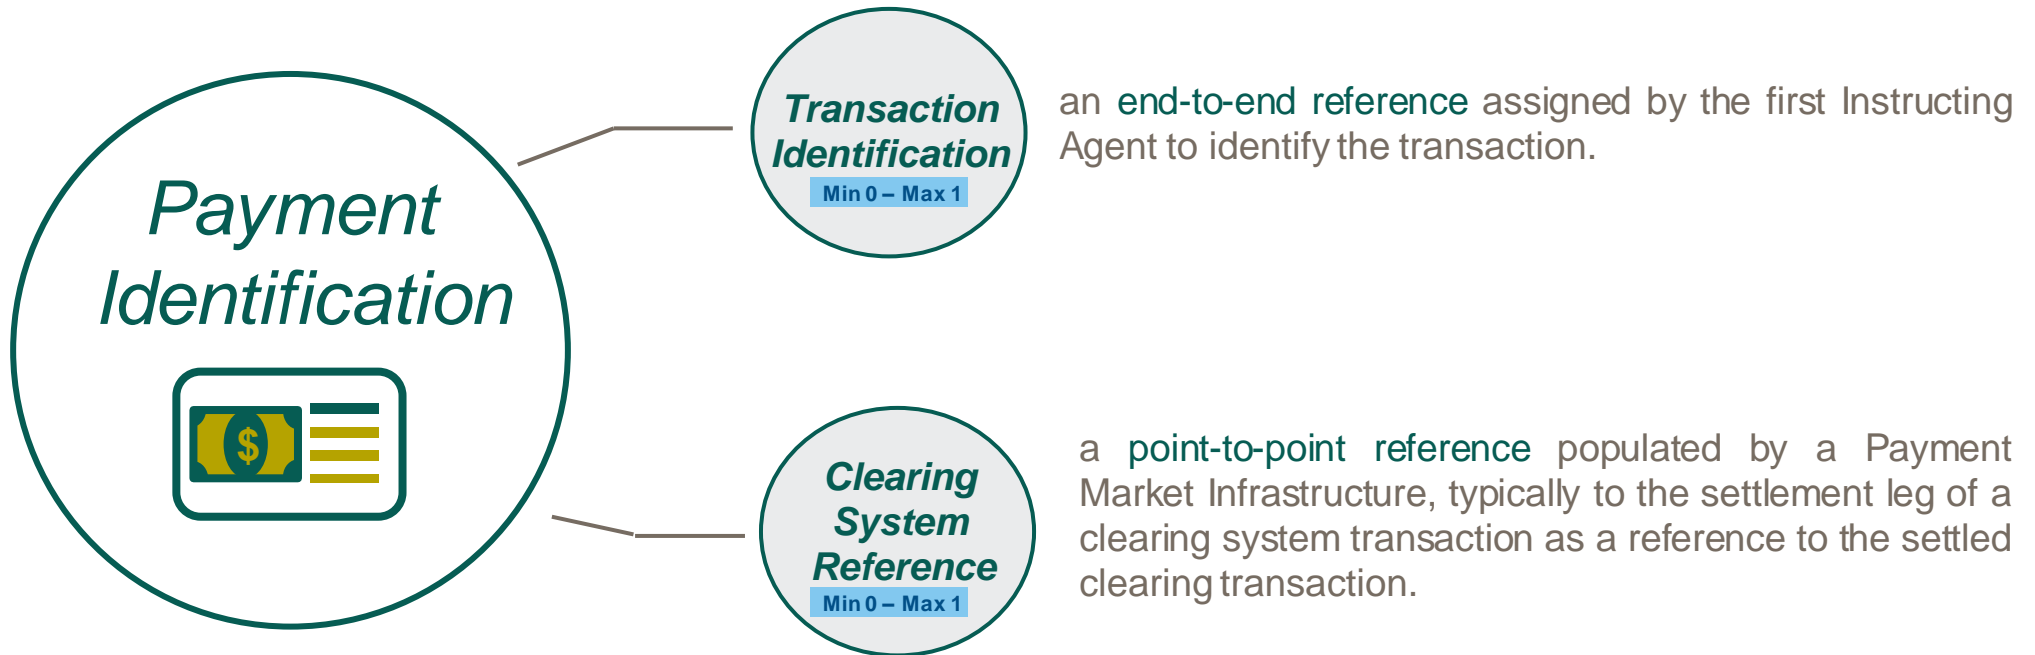 Payment
Identification
$
Transaction
Identification
Min 0 – Max 1
an end-to-end reference assigned by the first Instructing
Agent to identify the transaction.
Clearing
System
Reference
Min 0 – Max 1
a point-to-point reference populated by a Payment
Market Infrastructure, typically to the settlement leg of a
clearing system transaction as a reference to the settled
clearing transaction.